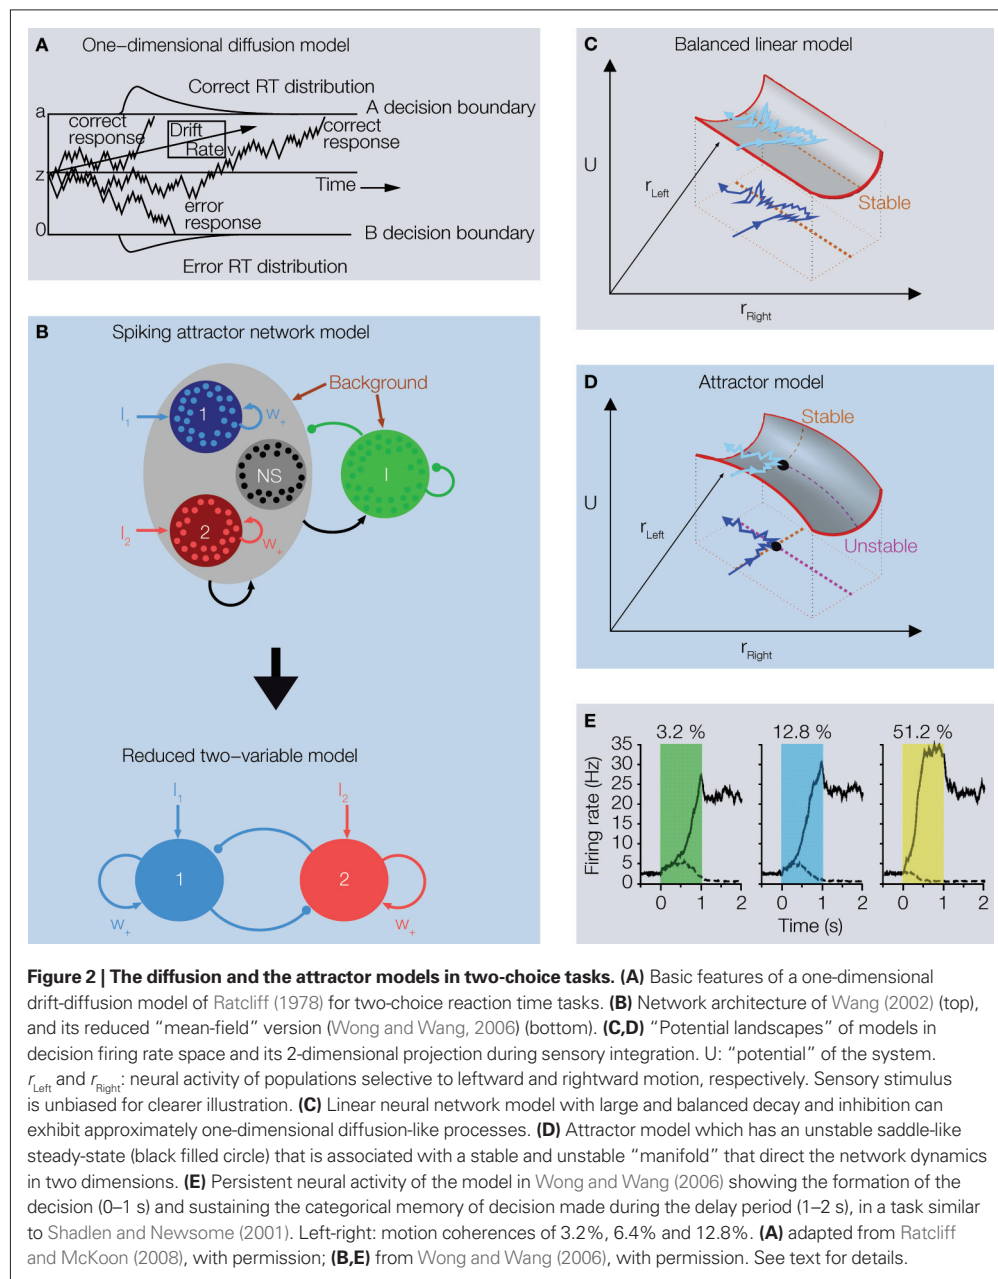 A One–dimensional diffusion model
Correct RT distribution
a
A decision boundary
correct
response
Drift
Rate v
correct
response
z
Time
error
response
0
B decision boundary
Error RT distribution
B Spiking attractor network model
Background
I1
1
w+
NS
I
I2
2
w+
Reduced two–variable model
I1
I2
1
2
w+
w+
C Balanced linear model
U
rLeft
Stable
rRight
D Attractor model
Stable
U
rLeft
Unstable
rRight
E
3.2 % 12.8 % 51.2 %
Firing rate (Hz)
35
30
25
20
15
10
5
0
0 1 2 0 1 2 0 1 2
Time (s)
Figure 2 | The diffusion and the attractor models in two-choice tasks. (A) Basic features of a one-dimensional
drift-diffusion model of Ratcliff (1978) for two-choice reaction time tasks. (B) Network architecture of Wang (2002) (top),
and its reduced “mean-field” version (Wong and Wang, 2006) (bottom). (C,D) “Potential landscapes” of models in
decision firing rate space and its 2-dimensional projection during sensory integration. U: “potential” of the system.
rLeft and rRight: neural activity of populations selective to leftward and rightward motion, respectively. Sensory stimulus
is unbiased for clearer illustration. (C) Linear neural network model with large and balanced decay and inhibition can
exhibit approximately one-dimensional diffusion-like processes. (D) Attractor model which has an unstable saddle-like
steady-state (black filled circle) that is associated with a stable and unstable “manifold” that direct the network dynamics
in two dimensions. (E) Persistent neural activity of the model in Wong and Wang (2006) showing the formation of the
decision (0–1 s) and sustaining the categorical memory of decision made during the delay period (1–2 s), in a task similar
to Shadlen and Newsome (2001). Left-right: motion coherences of 3.2%, 6.4% and 12.8%. (A) adapted from Ratcliff
and McKoon (2008), with permission; (B,E) from Wong and Wang (2006), with permission. See text for details.